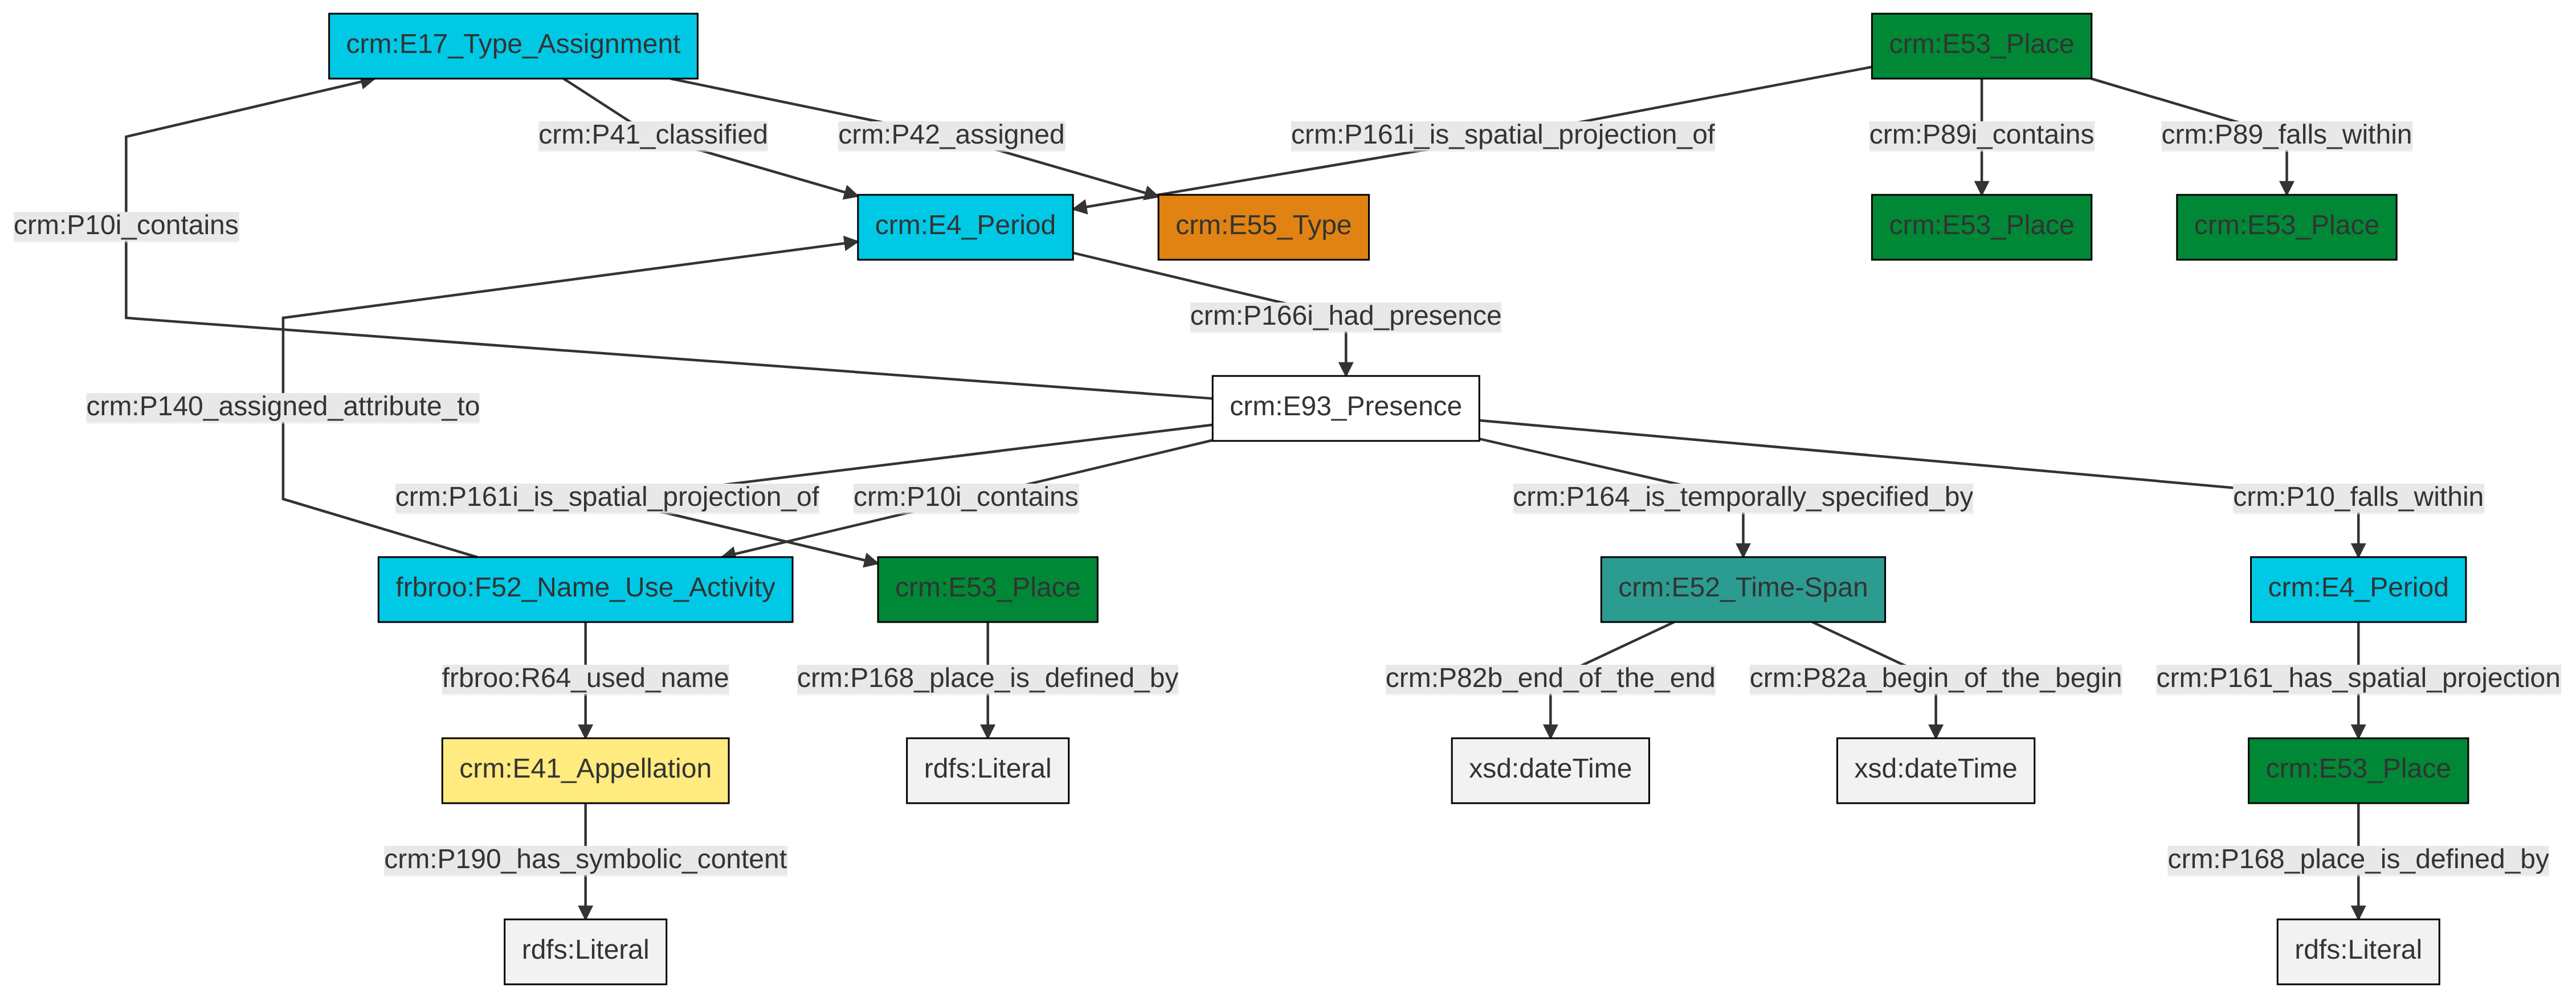 crm:E17_Type_Assignment
crm:E53_Place
crm:P41_classified
crm:P42_assigned
crm:P161i_is_spatial_projection_of
crm:P89i_contains
crm:P89_falls_within
crm:P10i_contains
crm:E4_Period
crm:E55_Type
crm:E53_Place
crm:E53_Place
crm:P166i_had_presence
crm:P140_assigned_attribute_to
crm:E93_Presence
crm:P161i_is_spatial_projection_of
crm:P10i_contains
crm:P164_is_temporally_specified_by
crm:P10_falls_within
frbroo:F52_Name_Use_Activity
crm:E53_Place
crm:E52_Time-Span
crm:E4_Period
frbroo:R64_used_name
crm:P168_place_is_defined_by
crm:P82b_end_of_the_end
crm:P82a_begin_of_the_begin
crm:P161_has_spatial_projection
crm:E41_Appellation
rdfs:Literal
xsd:dateTime
xsd:dateTime
crm:E53_Place
crm:P190_has_symbolic_content
crm:P168_place_is_defined_by
rdfs:Literal
rdfs:Literal